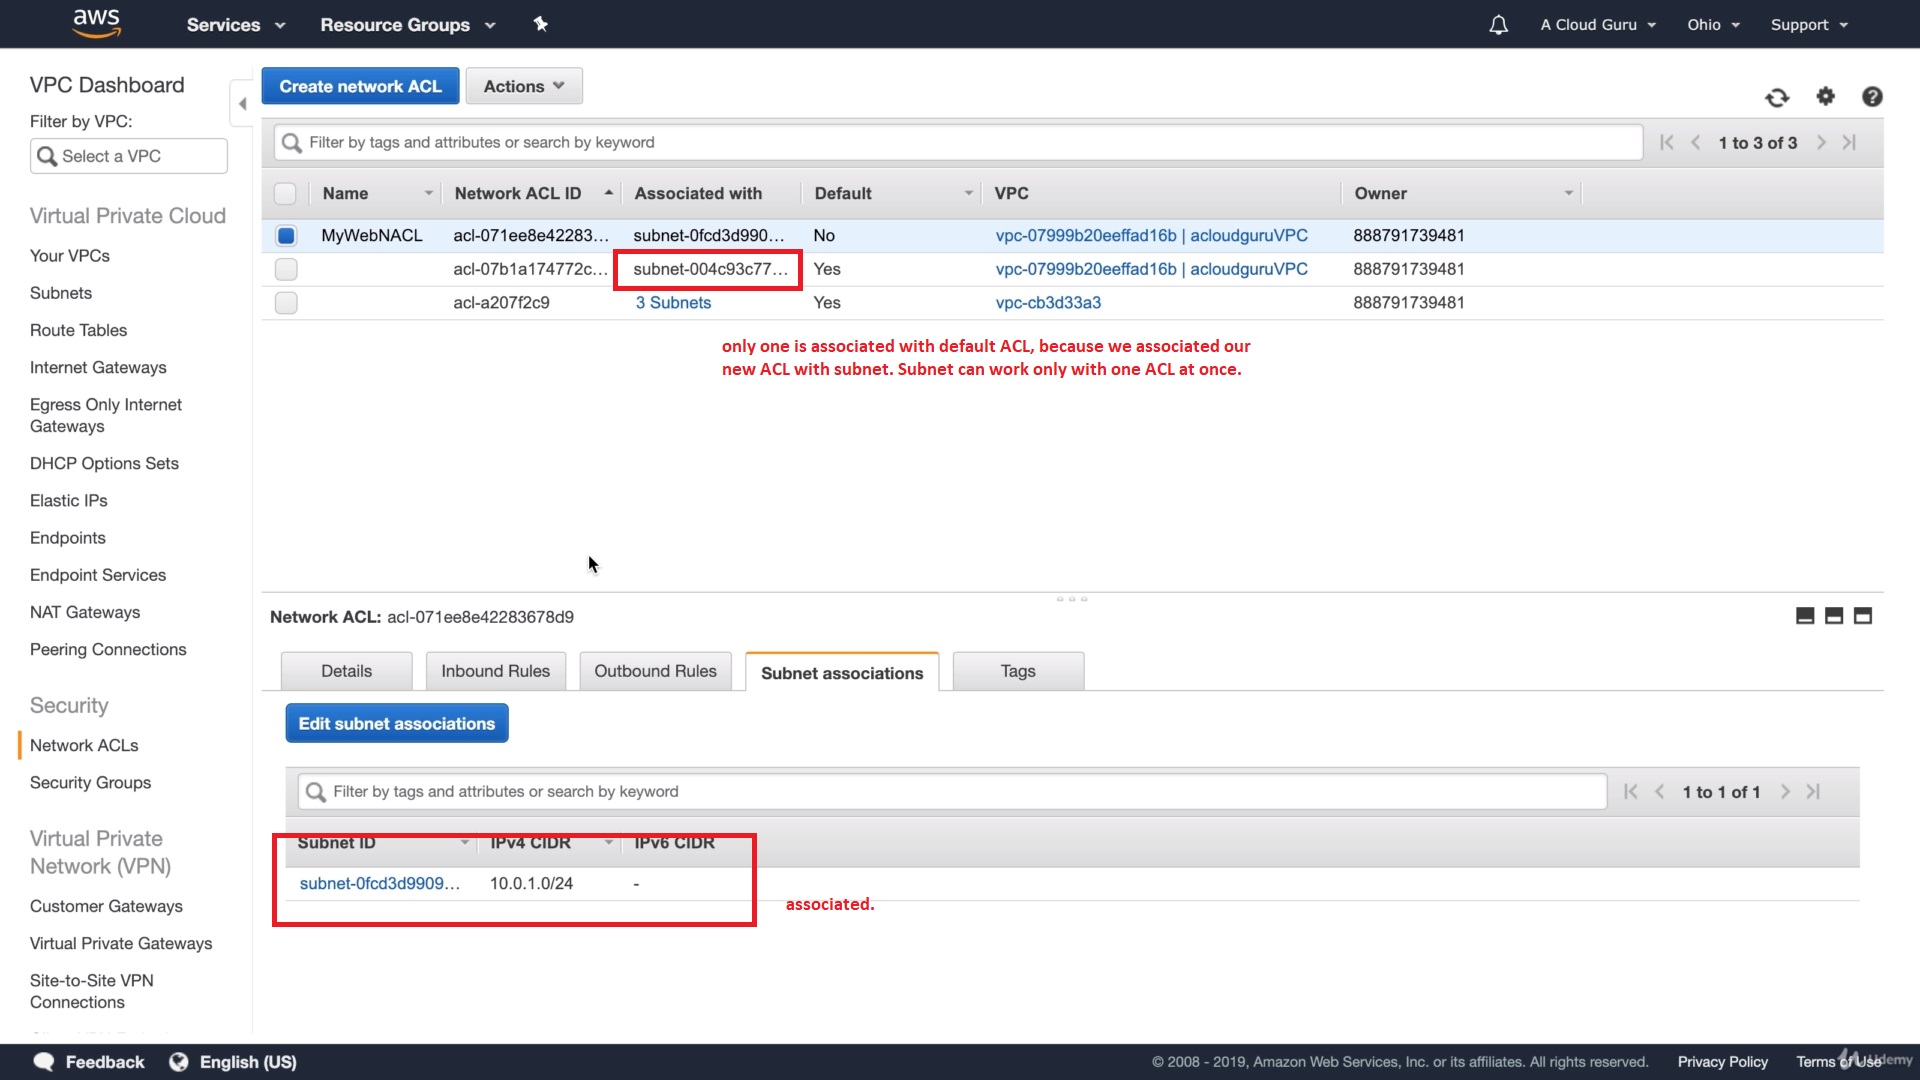 aws
Services
Resource Groups
A Cloud Guru
Ohio
Support
VPC Dashboard
Filter by VPC:
Select a VPC
Virtual Private Cloud
Your VPCs
Subnets
Route Tables
Internet Gateways
Egress Only Internet
Gateways
DHCP Options Sets
Elastic IPs
Endpoints
Endpoint Services
NAT Gateways
Peering Connections
Security
Network ACLs
Security Groups
Virtual Private
Network (VPN)
Customer Gateways
Virtual Private Gateways
Site-to-Site VPN
Connections
Create network ACL
Actions
Filter by tags and attributes or search by keyword
1 to 3 of 3
Name Network ACL ID Associated with Default VPC Owner
MyWebNACL acl-071ee8e42283... subnet-0fcd3d990... No vpc-07999b20eeffad16b | acloudguruVPC 888791739481
acl-07b1a174772c... subnet-004c93c77... Yes vpc-07999b20eeffad16b | acloudguruVPC 888791739481
acl-a207f2c9 3 Subnets Yes vpc-cb3d33a3 888791739481
only one is associated with default ACL, because we associated our
new ACL with subnet. Subnet can work only with one ACL at once.
Network ACL: acl-071ee8e42283678d9
Details
Inbound Rules
Outbound Rules
Subnet associations
Tags
Edit subnet associations
Filter by tags and attributes or search by keyword
1 to 1 of 1
Subnet ID IPv4 CIDR IPv6 CIDR
subnet-0fcd3d9909... 10.0.1.0/24 -
associated.
Feedback
English (US)
© 2008 - 2019, Amazon Web Services, Inc. or its affiliates. All rights reserved.
Privacy Policy
Terms of Use
Udemy